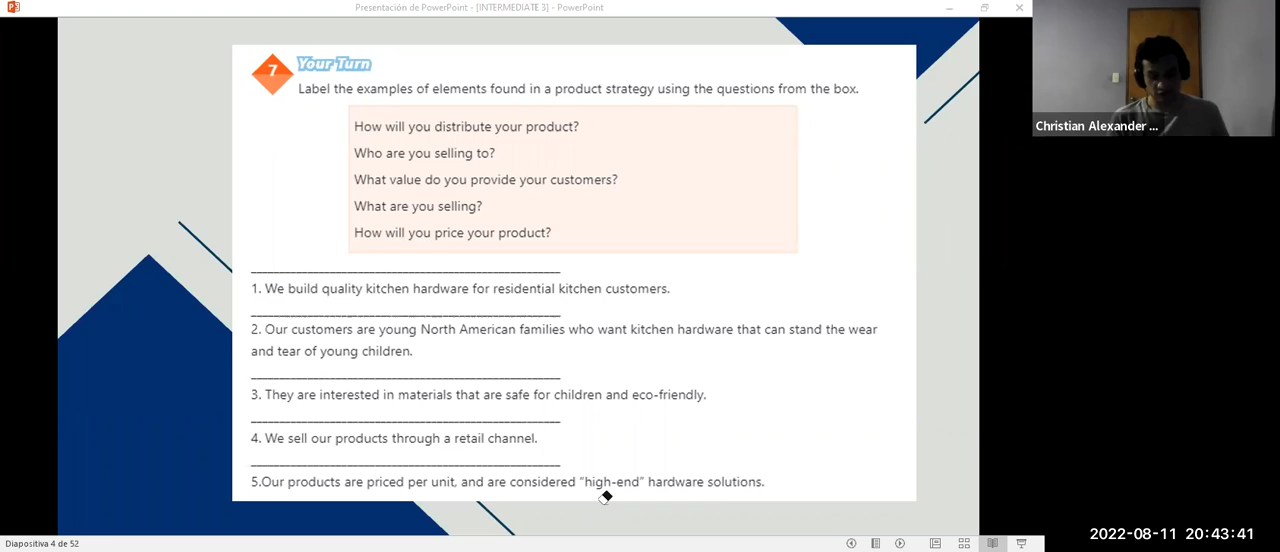 Presentación de PowerPoint - [INTERMEDIATE 3] - PowerPoint
7 Your Turn
Label the examples of elements found in a product strategy using the questions from the box.
How will you distribute your product?
Who are you selling to?
What value do you provide your customers?
What are you selling?
How will you price your product?
1. We build quality kitchen hardware for residential kitchen customers.
2. Our customers are young North American families who want kitchen hardware that can stand the wear
and tear of young children.
3. They are interested in materials that are safe for children and eco-friendly.
4. We sell our products through a retail channel.
5.Our products are priced per unit, and are considered “high-end” hardware solutions.
Christian Alexander ...
Diapositiva 4 de 52
2022-08-11 20:43:41